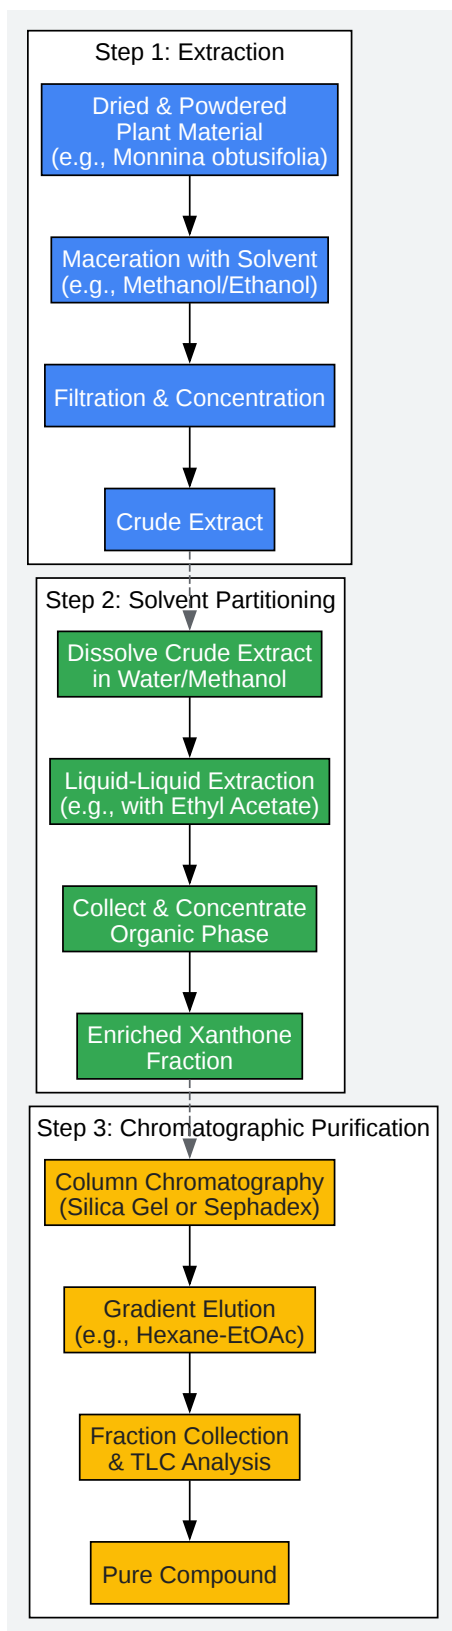 Step 1: Extraction
Dried & Powdered
Plant Material
(e.g., Monnina obtusifolia)
Maceration with Solvent
(e.g., Methanol/Ethanol)
Filtration & Concentration
Crude Extract
Step 2: Solvent Partitioning
Dissolve Crude Extract
in Water/Methanol
Liquid-Liquid Extraction
(e.g., with Ethyl Acetate)
Collect & Concentrate
Organic Phase
Enriched Xanthone
Fraction
Step 3: Chromatographic Purification
Column Chromatography
(Silica Gel or Sephadex)
Gradient Elution
(e.g., Hexane-EtOAc)
Fraction Collection
& TLC Analysis
Pure Compound